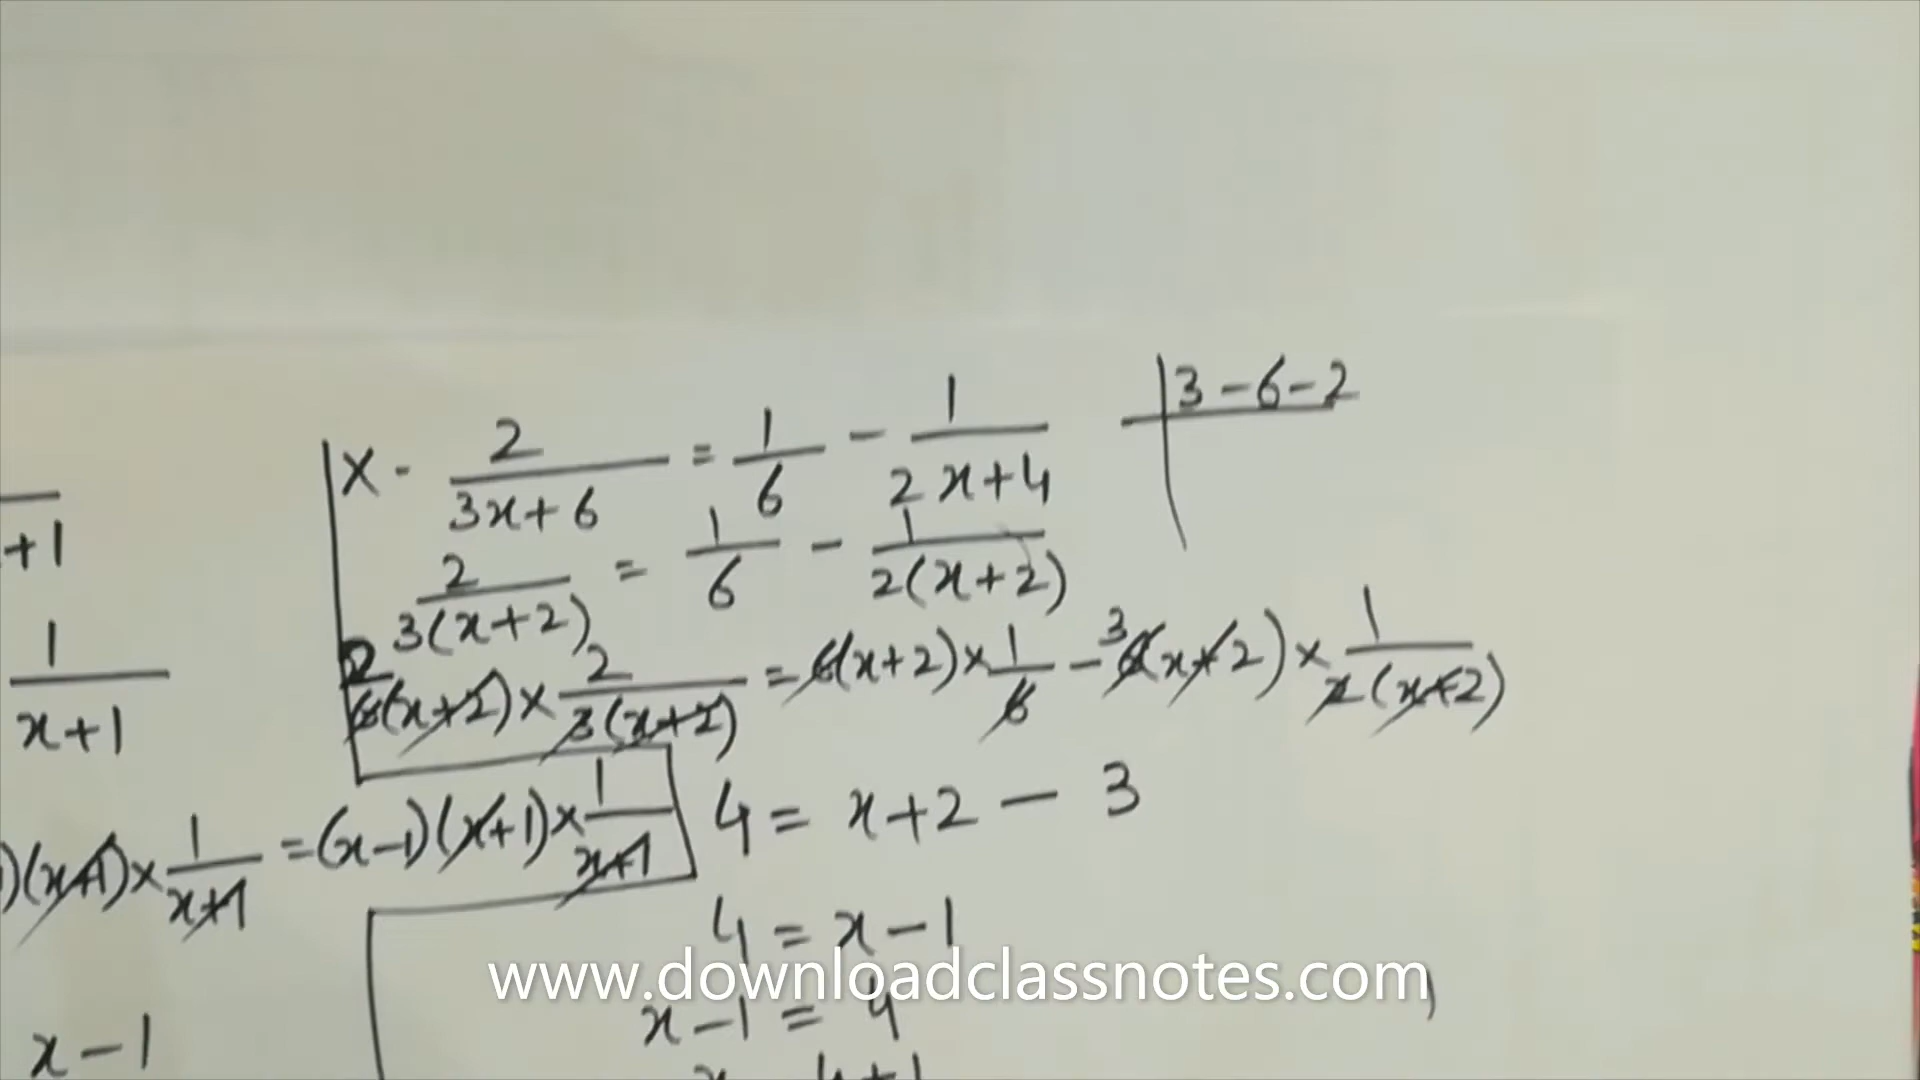 3-6-2
x - 2/(3x+6) = 1/6 - 1/(2x+4)
2/(3(x+2)) = 1/6 - 1/(2(x+2))
2 6(x+2) × 2/(3(x+2)) = 6(x+2) × 1/6 - 3 6(x+2) × 1/(2(x+2))
4 = x+2 - 3
4 = x-1
x-1 = 4
+1
1/(x+1)
)(x+1) × 1/(x+1) = (x-1)(x+1) × 1/(x+1)
x-1
www.downloadclassnotes.com